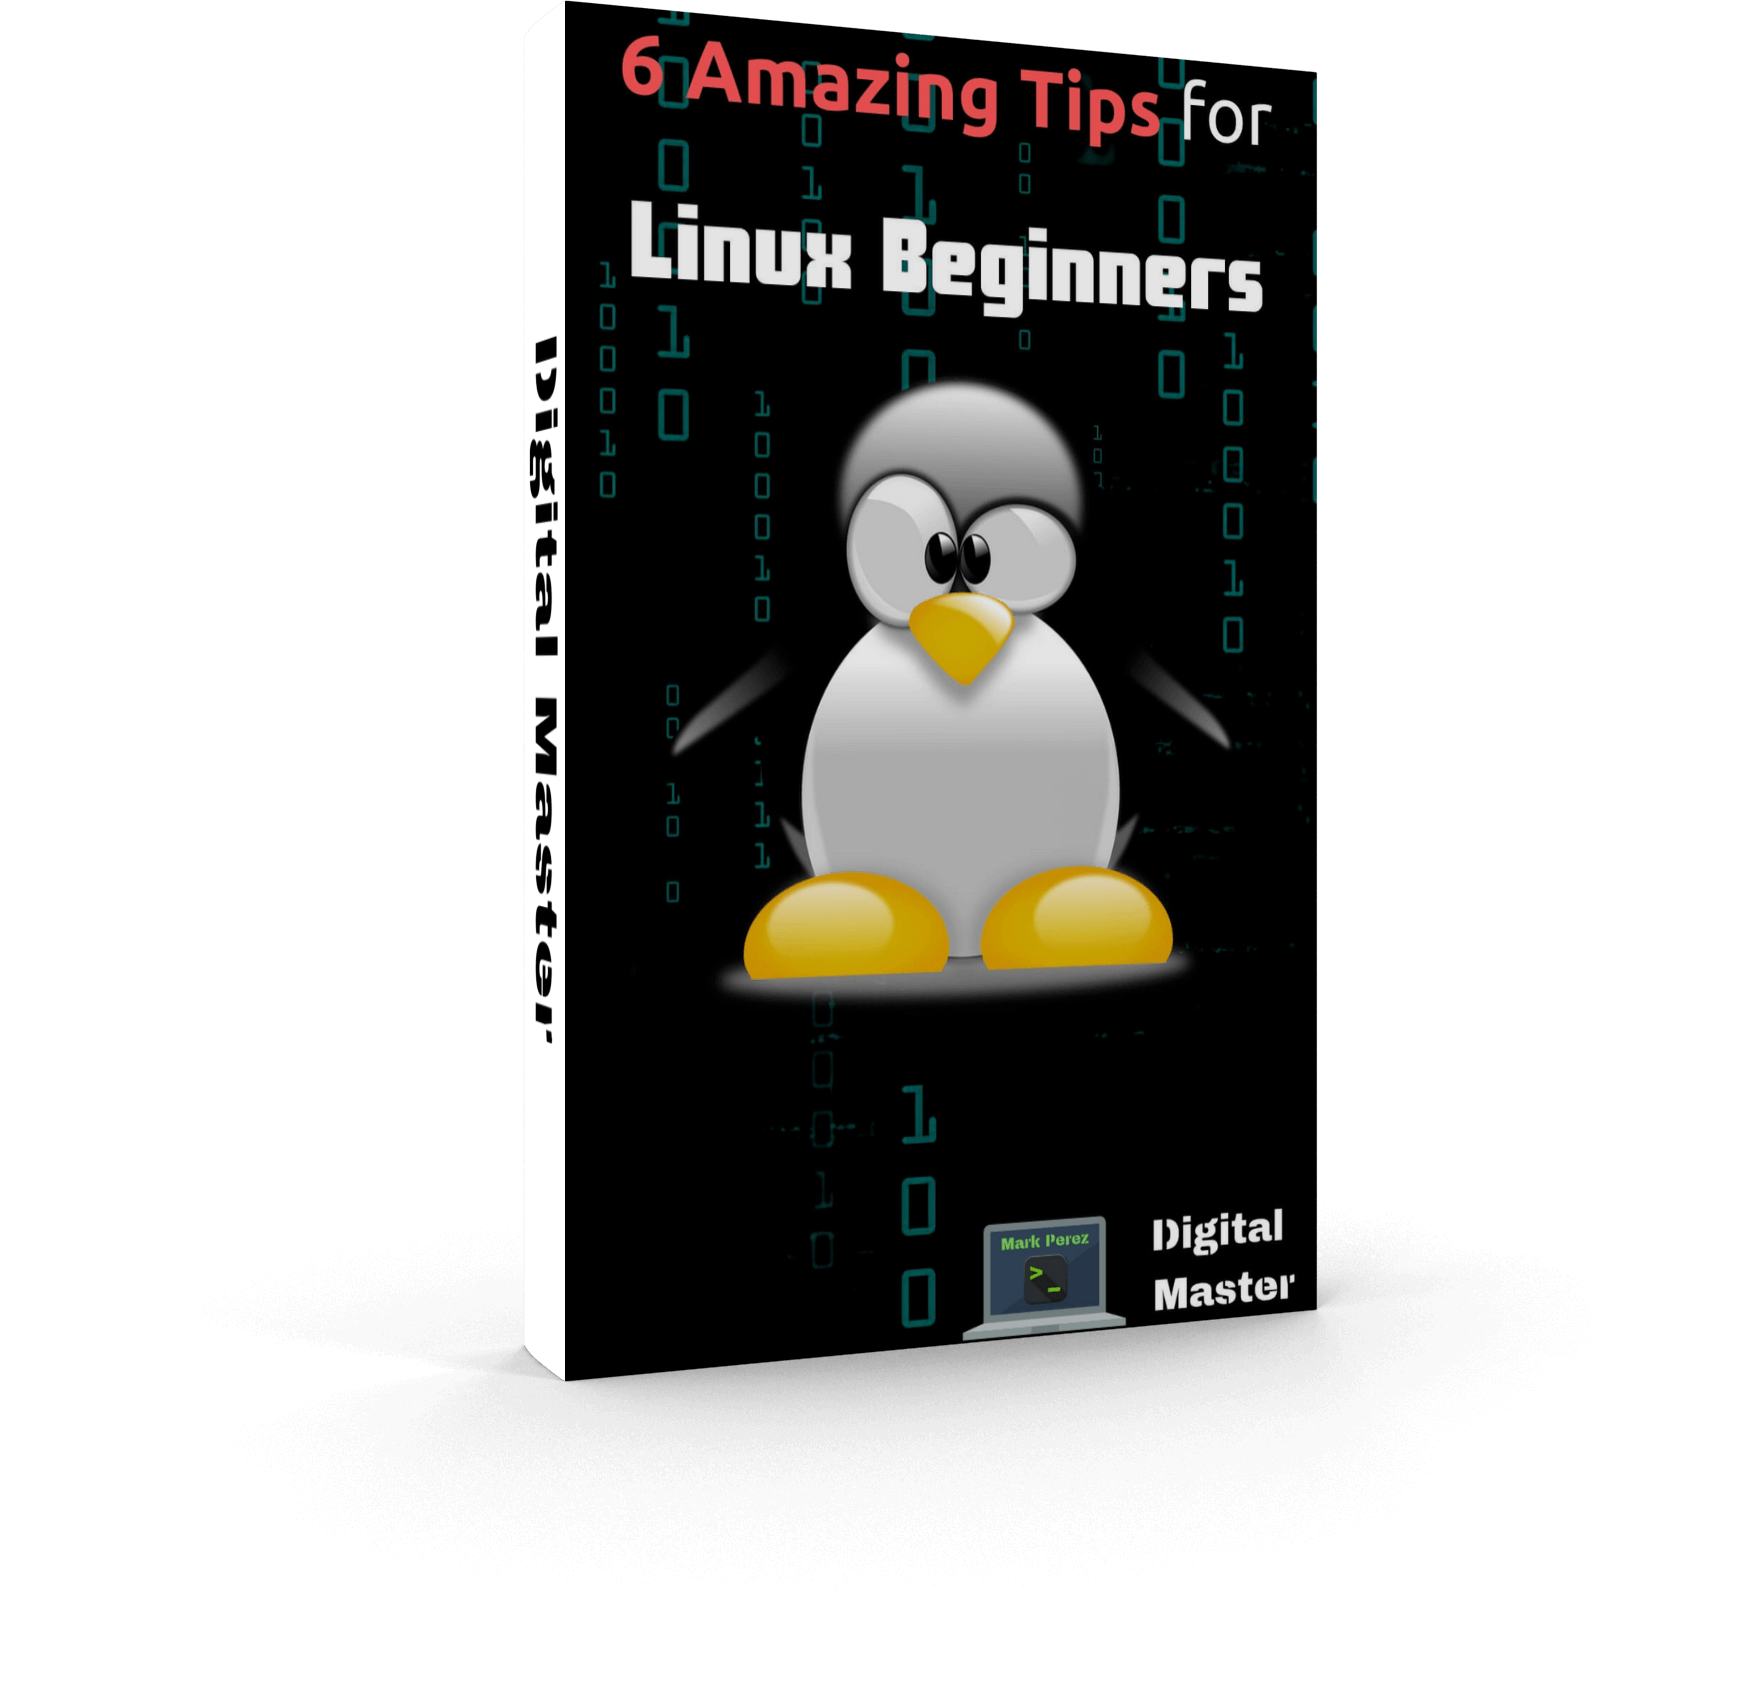 6 Amazing Tips for
Linux Beginners
Digital Master
Mark Perez
>_
Digital
Master